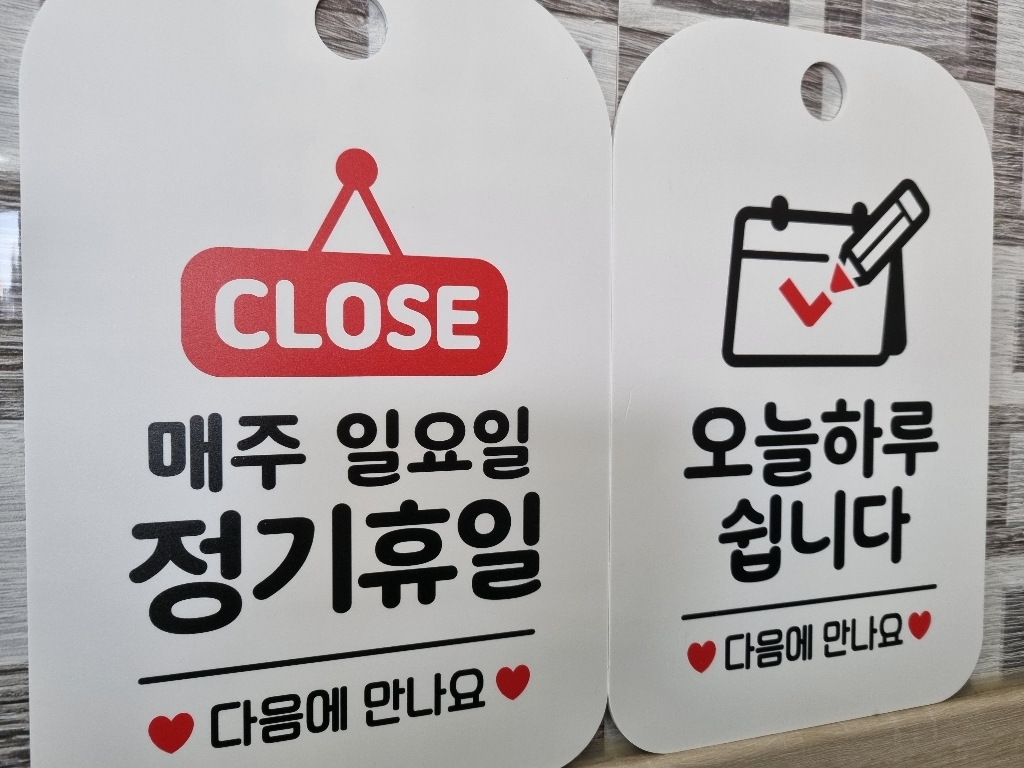 CLOSE
매주 일요일
정기휴일
다음에 만나요
오늘하루
쉽니다
다음에 만나요